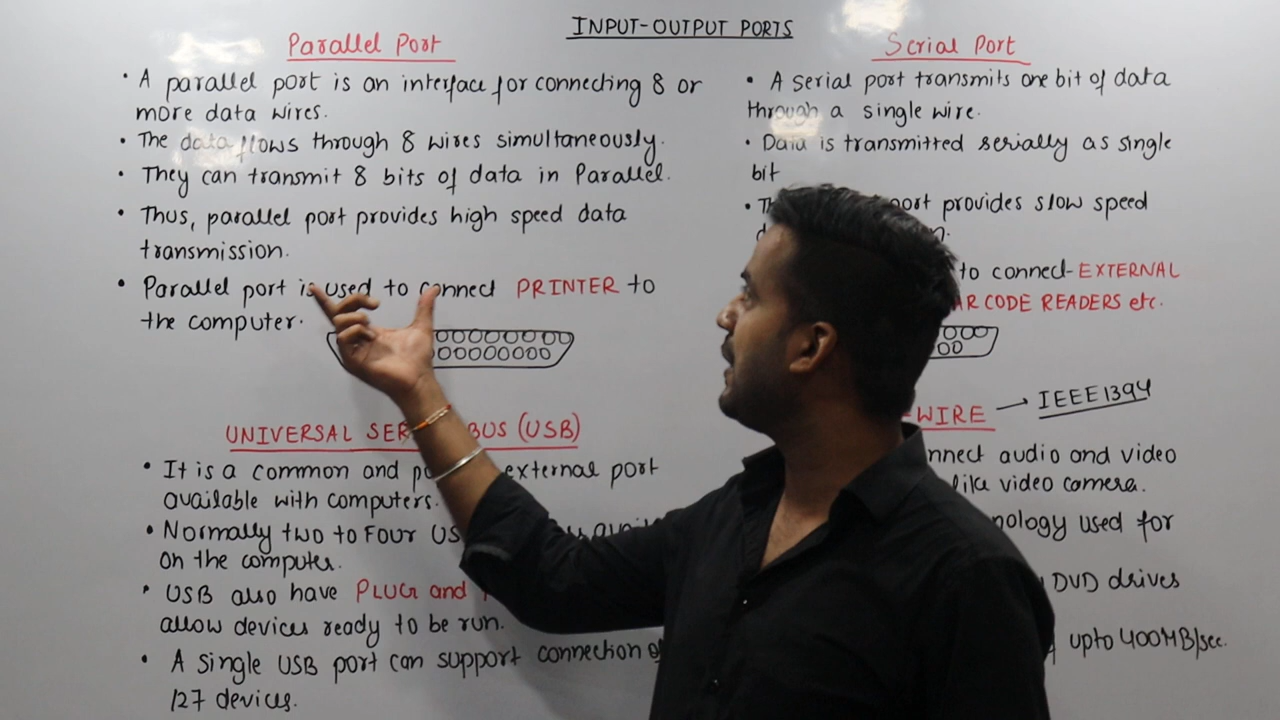 INPUT-OUTPUT PORTS
Parallel Port
• A parallel port is an interface for connecting 8 or
more data wires.
• The data flows through 8 wires simultaneously.
• They can transmit 8 bits of data in Parallel.
• Thus, parallel port provides high speed data
transmission.
• Parallel port is used to connect PRINTER to
the computer.
Serial Port
• A serial port transmits one bit of data
through a single wire.
• Data is transmitted serially as single
bit
port provides slow speed
to connect EXTERNAL
CODE READERS etc.
UNIVERSAL BUS (USB)
• It is a common and external port
available with computers.
• Normally two to Four
on the computer.
• USB also have PLUG and
allow devices ready to be run.
• A single USB port can support connection of
127 devices.
WIRE → IEEE1394
audio and video
like video camera.
used for
DVD drives
upto 400MB/sec.